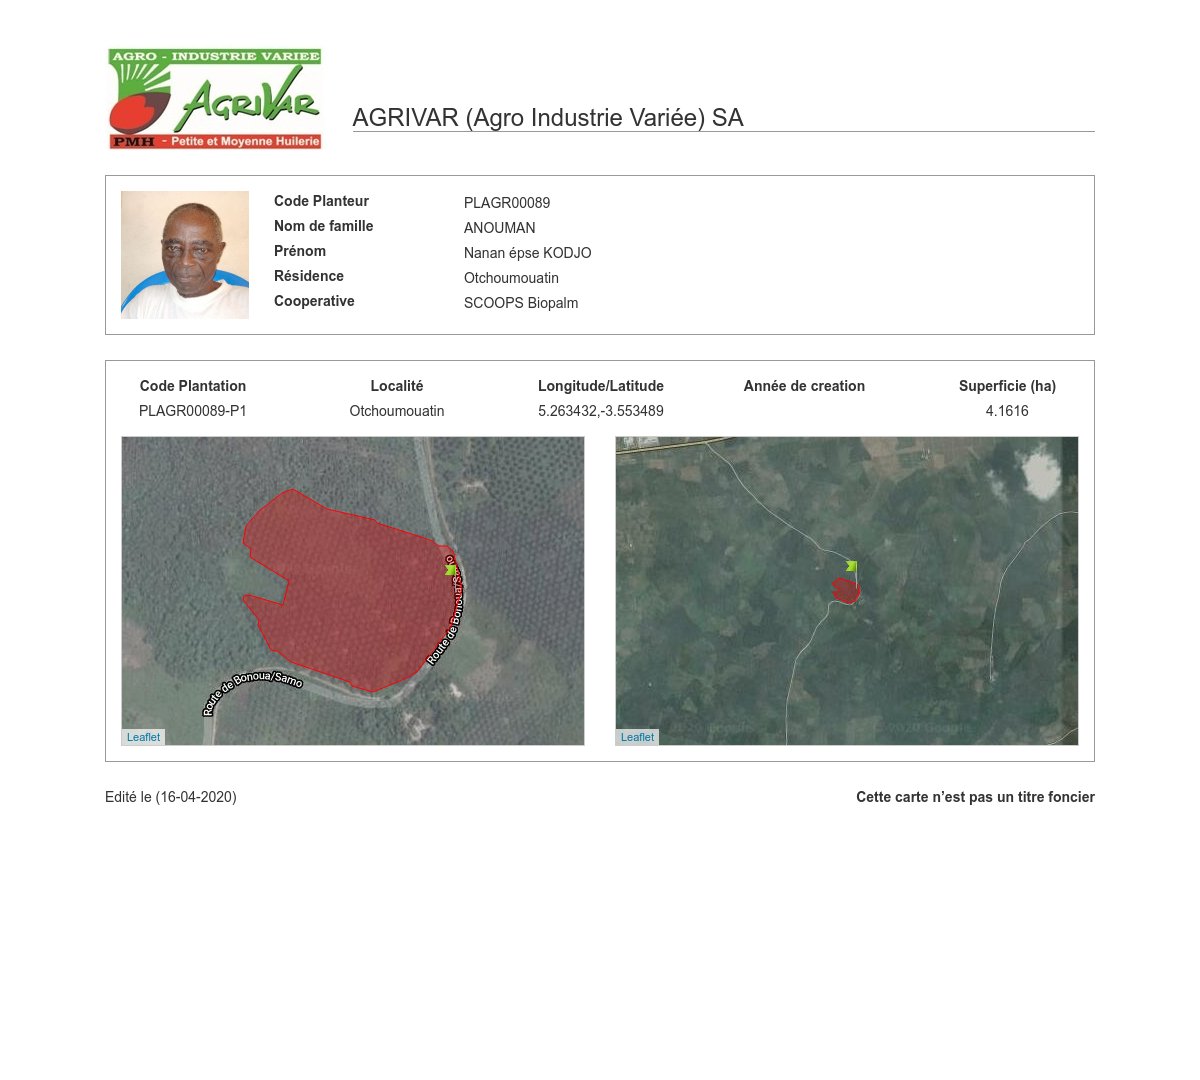 AGRO - INDUSTRIE VARIEE
AGRIVAR
PMH - Petite et Moyenne Huilerie
AGRIVAR (Agro Industrie Variée) SA
Code Planteur PLAGR00089
Nom de famille ANOUMAN
Prénom Nanan épse KODJO
Résidence Otchoumouatin
Cooperative SCOOPS Biopalm
Code Plantation Localité Longitude/Latitude Année de creation Superficie (ha)
PLAGR00089-P1 Otchoumouatin 5.263432,-3.553489 4.1616
Route de Bonoua/Samo
Route de Bonoua/Samo
Leaflet
Leaflet
Edité le (16-04-2020)
Cette carte n’est pas un titre foncier